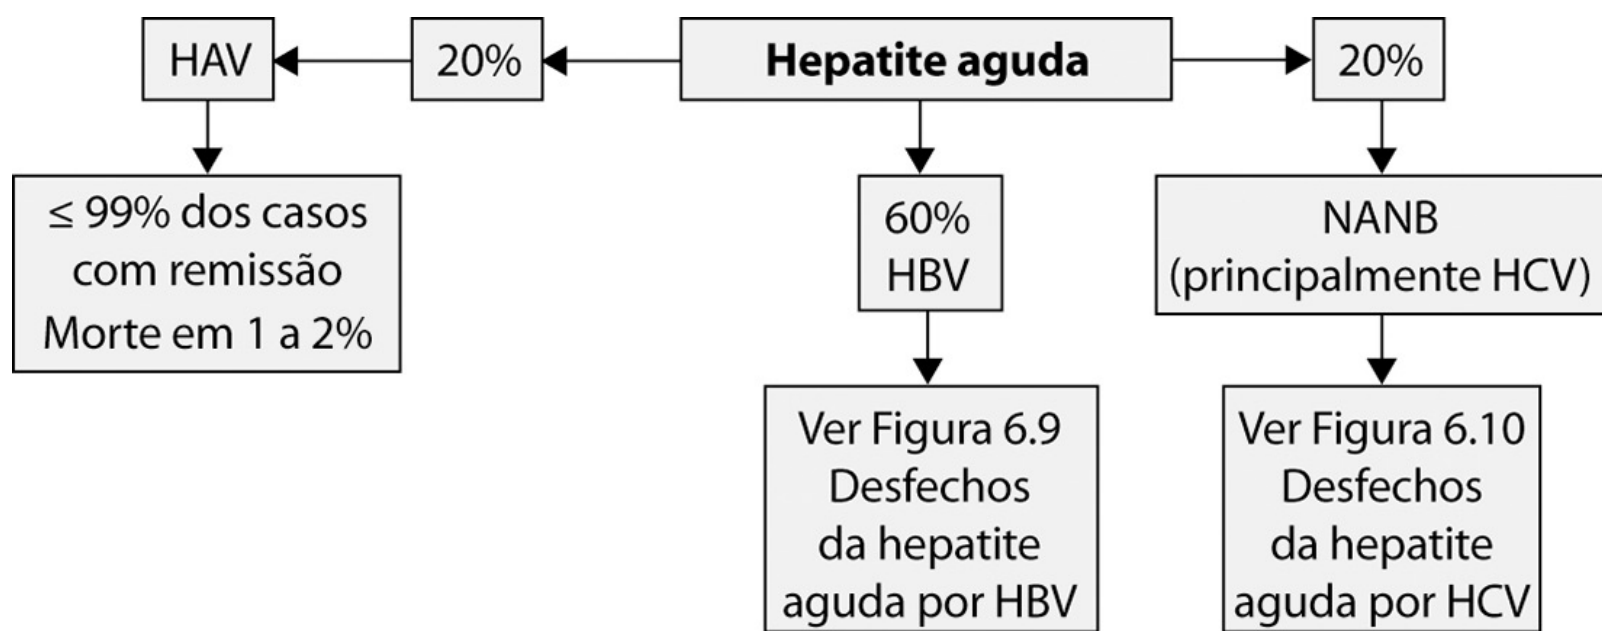 HAV
20%
Hepatite aguda
20%
≤ 99% dos casos
com remissão
Morte em 1 a 2%
60%
HBV
NANB
(principalmente HCV)
Ver Figura 6.9
Desfechos
da hepatite
aguda por HBV
Ver Figura 6.10
Desfechos
da hepatite
aguda por HCV